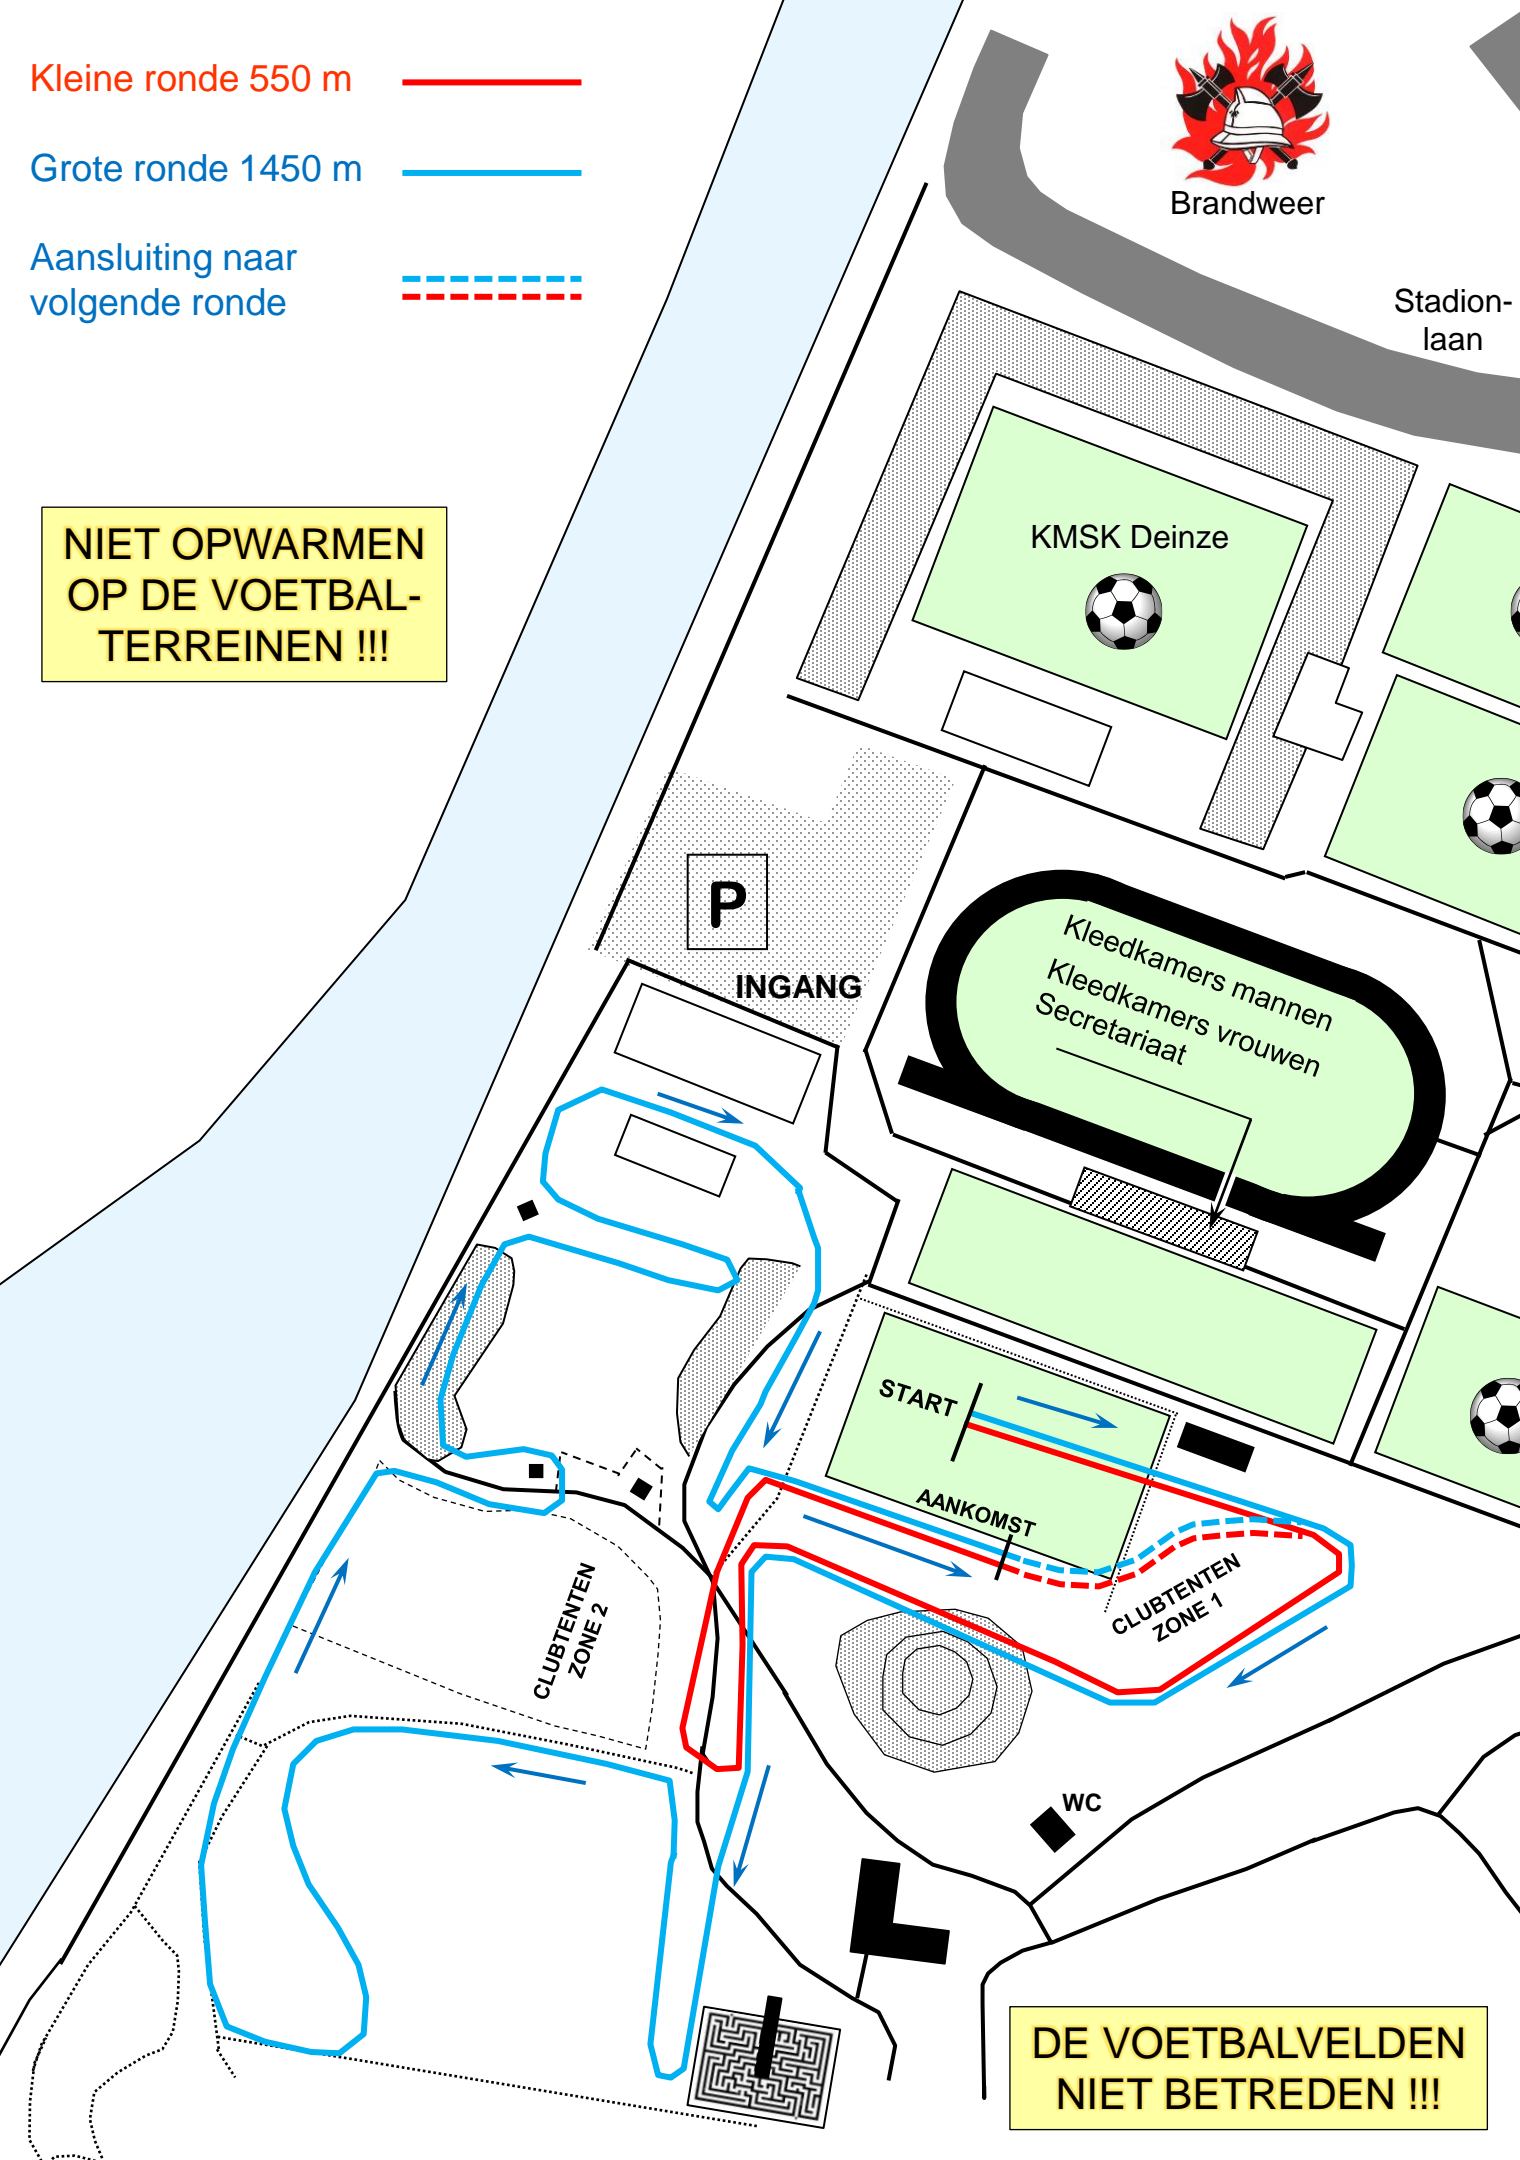 Kleine ronde 550 m
Grote ronde 1450 m
Aansluiting naar
volgende ronde
Brandweer
Stadion-
laan
NIET OPWARMEN
OP DE VOETBAL-
TERREINEN !!!
KMSK Deinze
P
INGANG
Kleedkamers mannen
Kleedkamers vrouwen
Secretariaat
START
AANKOMST
CLUBTENTEN
ZONE 1
CLUBTENTEN
ZONE 2
WC
DE VOETBALVELDEN
NIET BETREDEN !!!